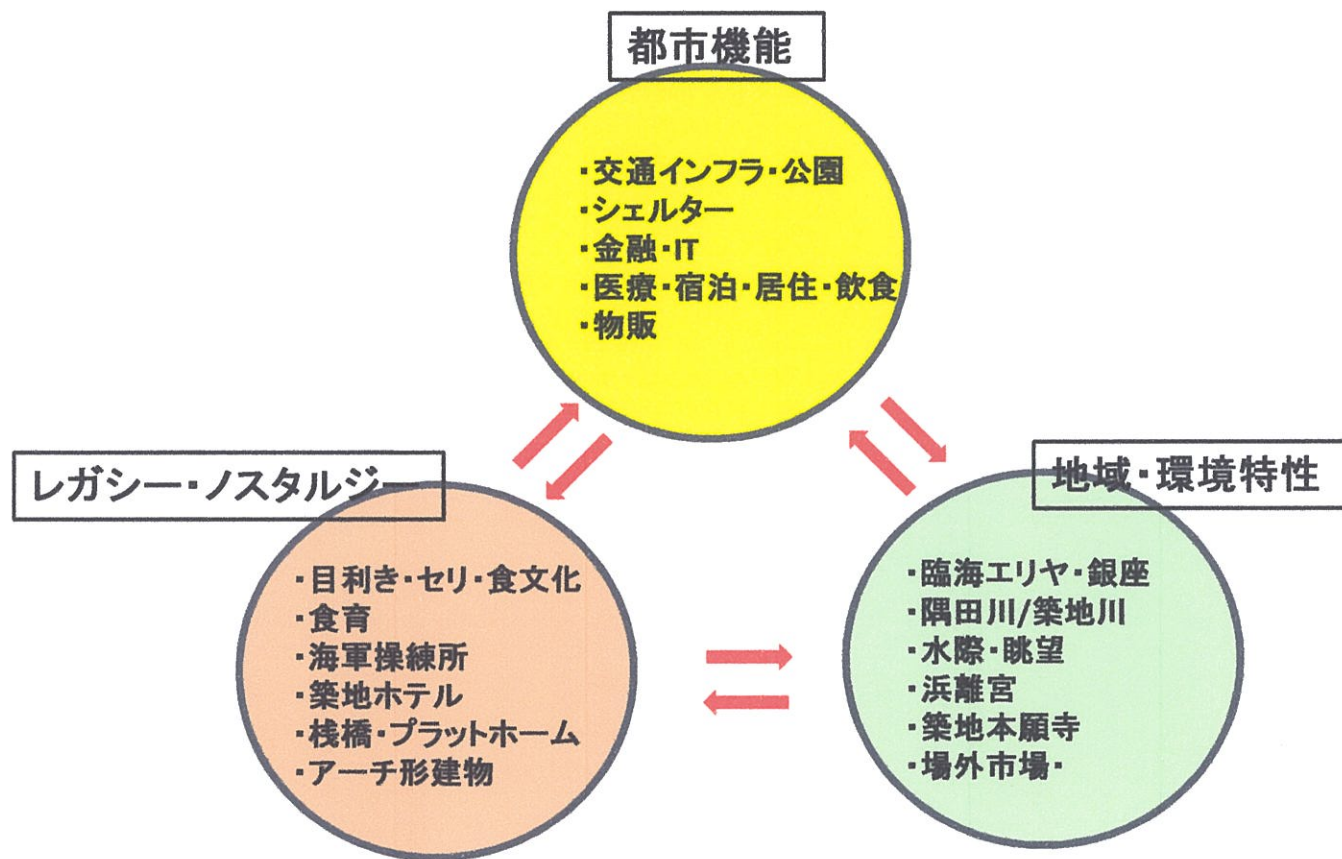 都市機能
・交通インフラ・公園
・シェルター
・金融・IT
・医療・宿泊・居住・飲食
・物販
レガシー・ノスタルジー
・目利き・セリ・食文化
・食育
・海軍操練所
・築地ホテル
・桟橋・プラットホーム
・アーチ形建物
地域・環境特性
・臨海エリヤ・銀座
・隅田川/築地川
・水際・眺望
・浜離宮
・築地本願寺
・場外市場・